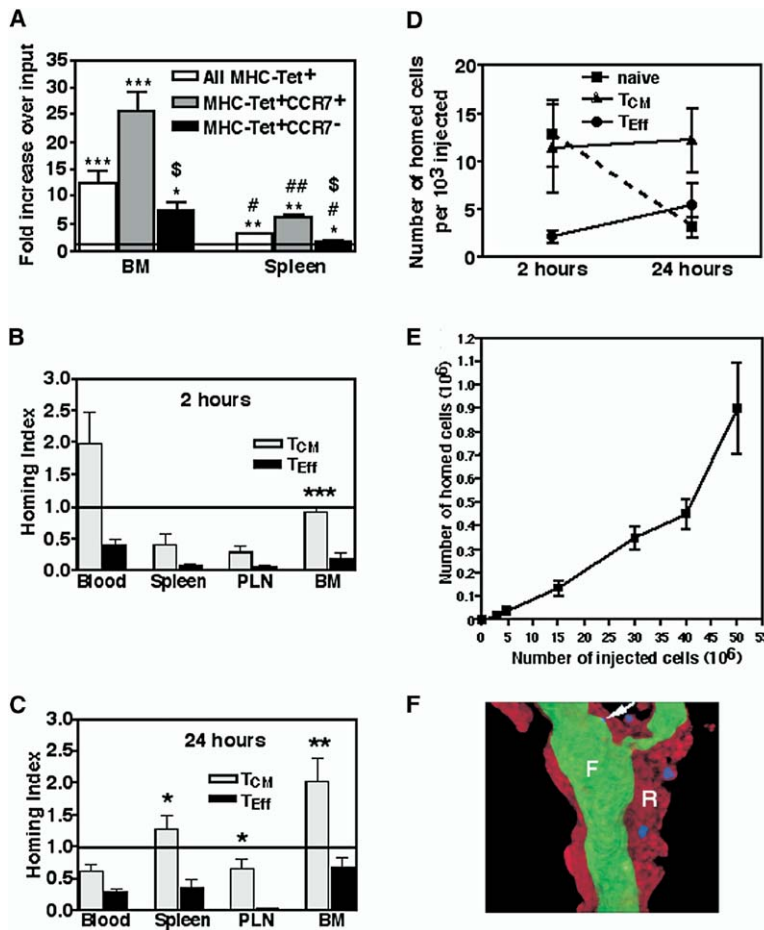 A
Fold increase over input
35
30
25
20
15
10
5
0
All MHC-Tet+
MHC-Tet+CCR7+
MHC-Tet+CCR7-
***
***
$
*
#
**
##
**
$
#
*
BM Spleen
B
Homing Index
3.0
2.5
2.0
1.5
1.0
0.5
0.0
2 hours
TCM
TEff
***
Blood Spleen PLN BM
C
Homing Index
3.0
2.5
2.0
1.5
1.0
0.5
0.0
24 hours
TCM
TEff
*
*
**
Blood Spleen PLN BM
D
Number of homed cells
per 10³ injected
20
15
10
5
0
naive
TCM
TEff
2 hours 24 hours
E
Number of homed cells (10⁶)
1.2
1.1
1.0
0.9
0.8
0.7
0.6
0.5
0.4
0.3
0.2
0.1
0
0 5 10 15 20 25 30 35 40 45 50 55
Number of injected cells (10⁶)
F
F
R